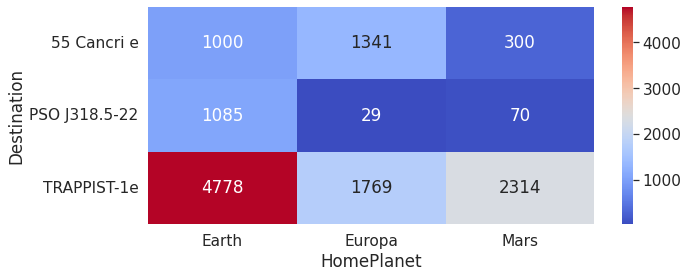 55 Cancri e 1000 1341 300
PSO J318.5-22 1085 29 70
TRAPPIST-1e 4778 1769 2314
Earth Europa Mars
HomePlanet
Destination
4000
3000
2000
1000